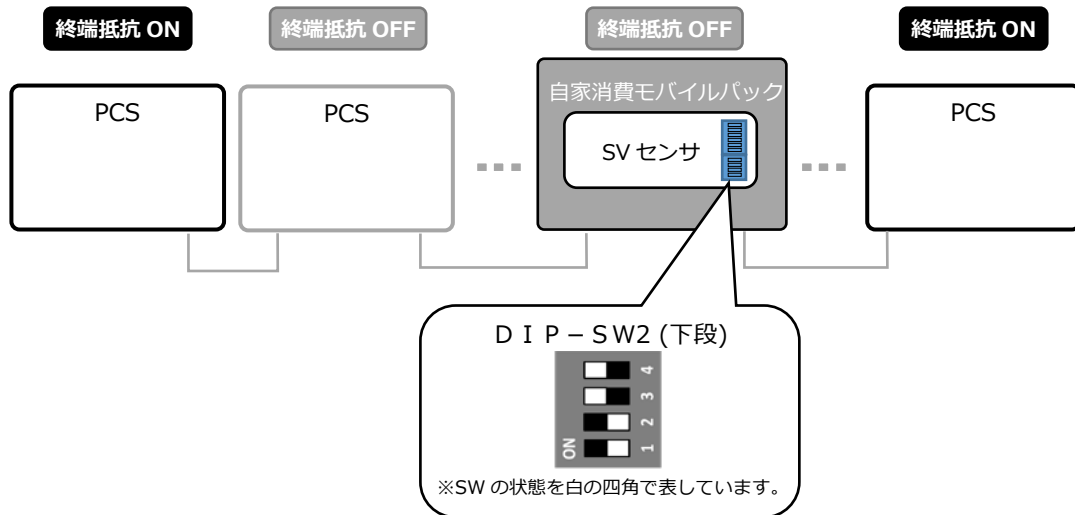 終端抵抗 ON
終端抵抗 OFF
終端抵抗 OFF
終端抵抗 ON
PCS
PCS
自家消費モバイルパック
SV センサ
PCS
ＤＩＰ－ＳＷ2 (下段)
4
3
2
ON 1
※SW の状態を白の四角で表しています。